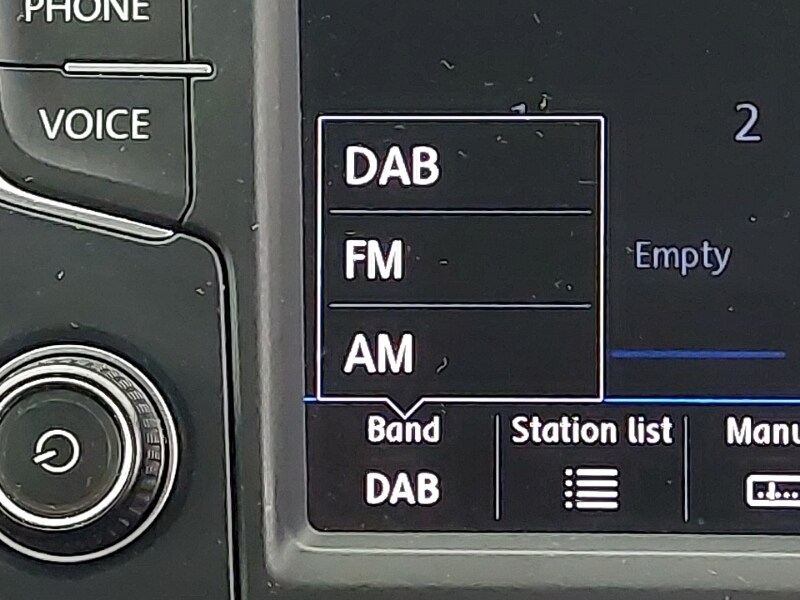 PHONE
VOICE
2
DAB
FM
Empty
AM
Band
Station list
DAB